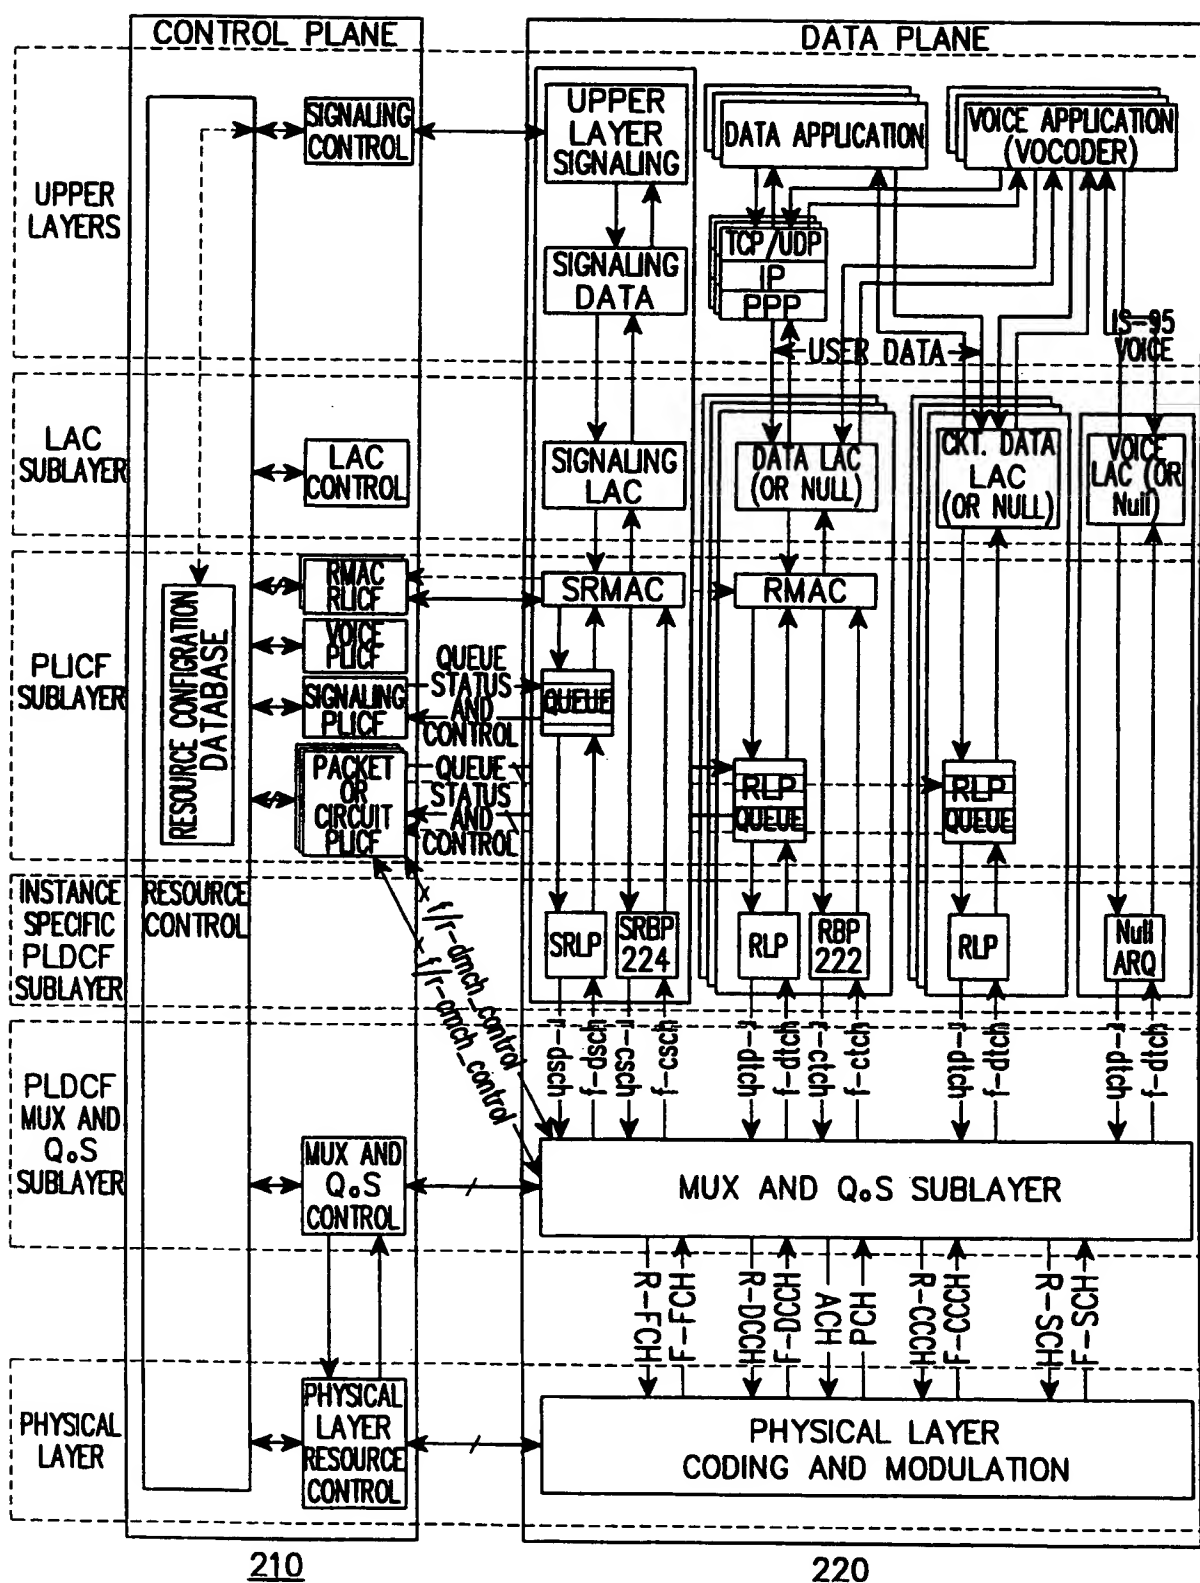 CONTROL PLANE
DATA PLANE
UPPER
LAYERS
SIGNALING
CONTROL
UPPER
LAYER
SIGNALING
DATA APPLICATION
VOICE APPLICATION
(VOCODER)
SIGNALING
DATA
TCP/UDP
IP
PPP
USER DATA
IS-95
VOICE
LAC
SUBLAYER
LAC
CONTROL
SIGNALING
LAC
DATA LAC
(OR NULL)
CKT. DATA
LAC
(OR NULL)
VOICE
LAC (OR
Null)
PLICF
SUBLAYER
RESOURCE CONFIGRATION
DATABASE
RMAC
RLICF
VOICE
PLICF
SIGNALING
PLICF
PACKET
OR
CIRCUIT
PLICF
QUEUE
STATUS
AND
CONTROL
QUEUE
STATUS
AND
CONTROL
SRMAC
QUEUE
RMAC
RLP
QUEUE
RLP
QUEUE
INSTANCE
SPECIFIC
PLDCF
SUBLAYER
RESOURCE
CONTROL
f/r-dmch_control
f/r-cmch_control
SRLP
SRBP
224
RLP
RBP
222
RLP
Null
ARQ
r-dsch
f-dsch
r-csch
f-csch
r-dtch
f-dtch
r-ctch
f-ctch
r-dtch
f-dtch
r-dtch
f-dtch
PLDCF
MUX AND
QoS
SUBLAYER
MUX AND
QoS
CONTROL
MUX AND QoS SUBLAYER
R-FCH
F-FCH
R-DCCH
F-DCCH
ACH
PCH
R-CCCH
F-CCCH
R-SCH
F-SCH
PHYSICAL
LAYER
PHYSICAL
LAYER
RESOURCE
CONTROL
PHYSICAL LAYER
CODING AND MODULATION
210
220